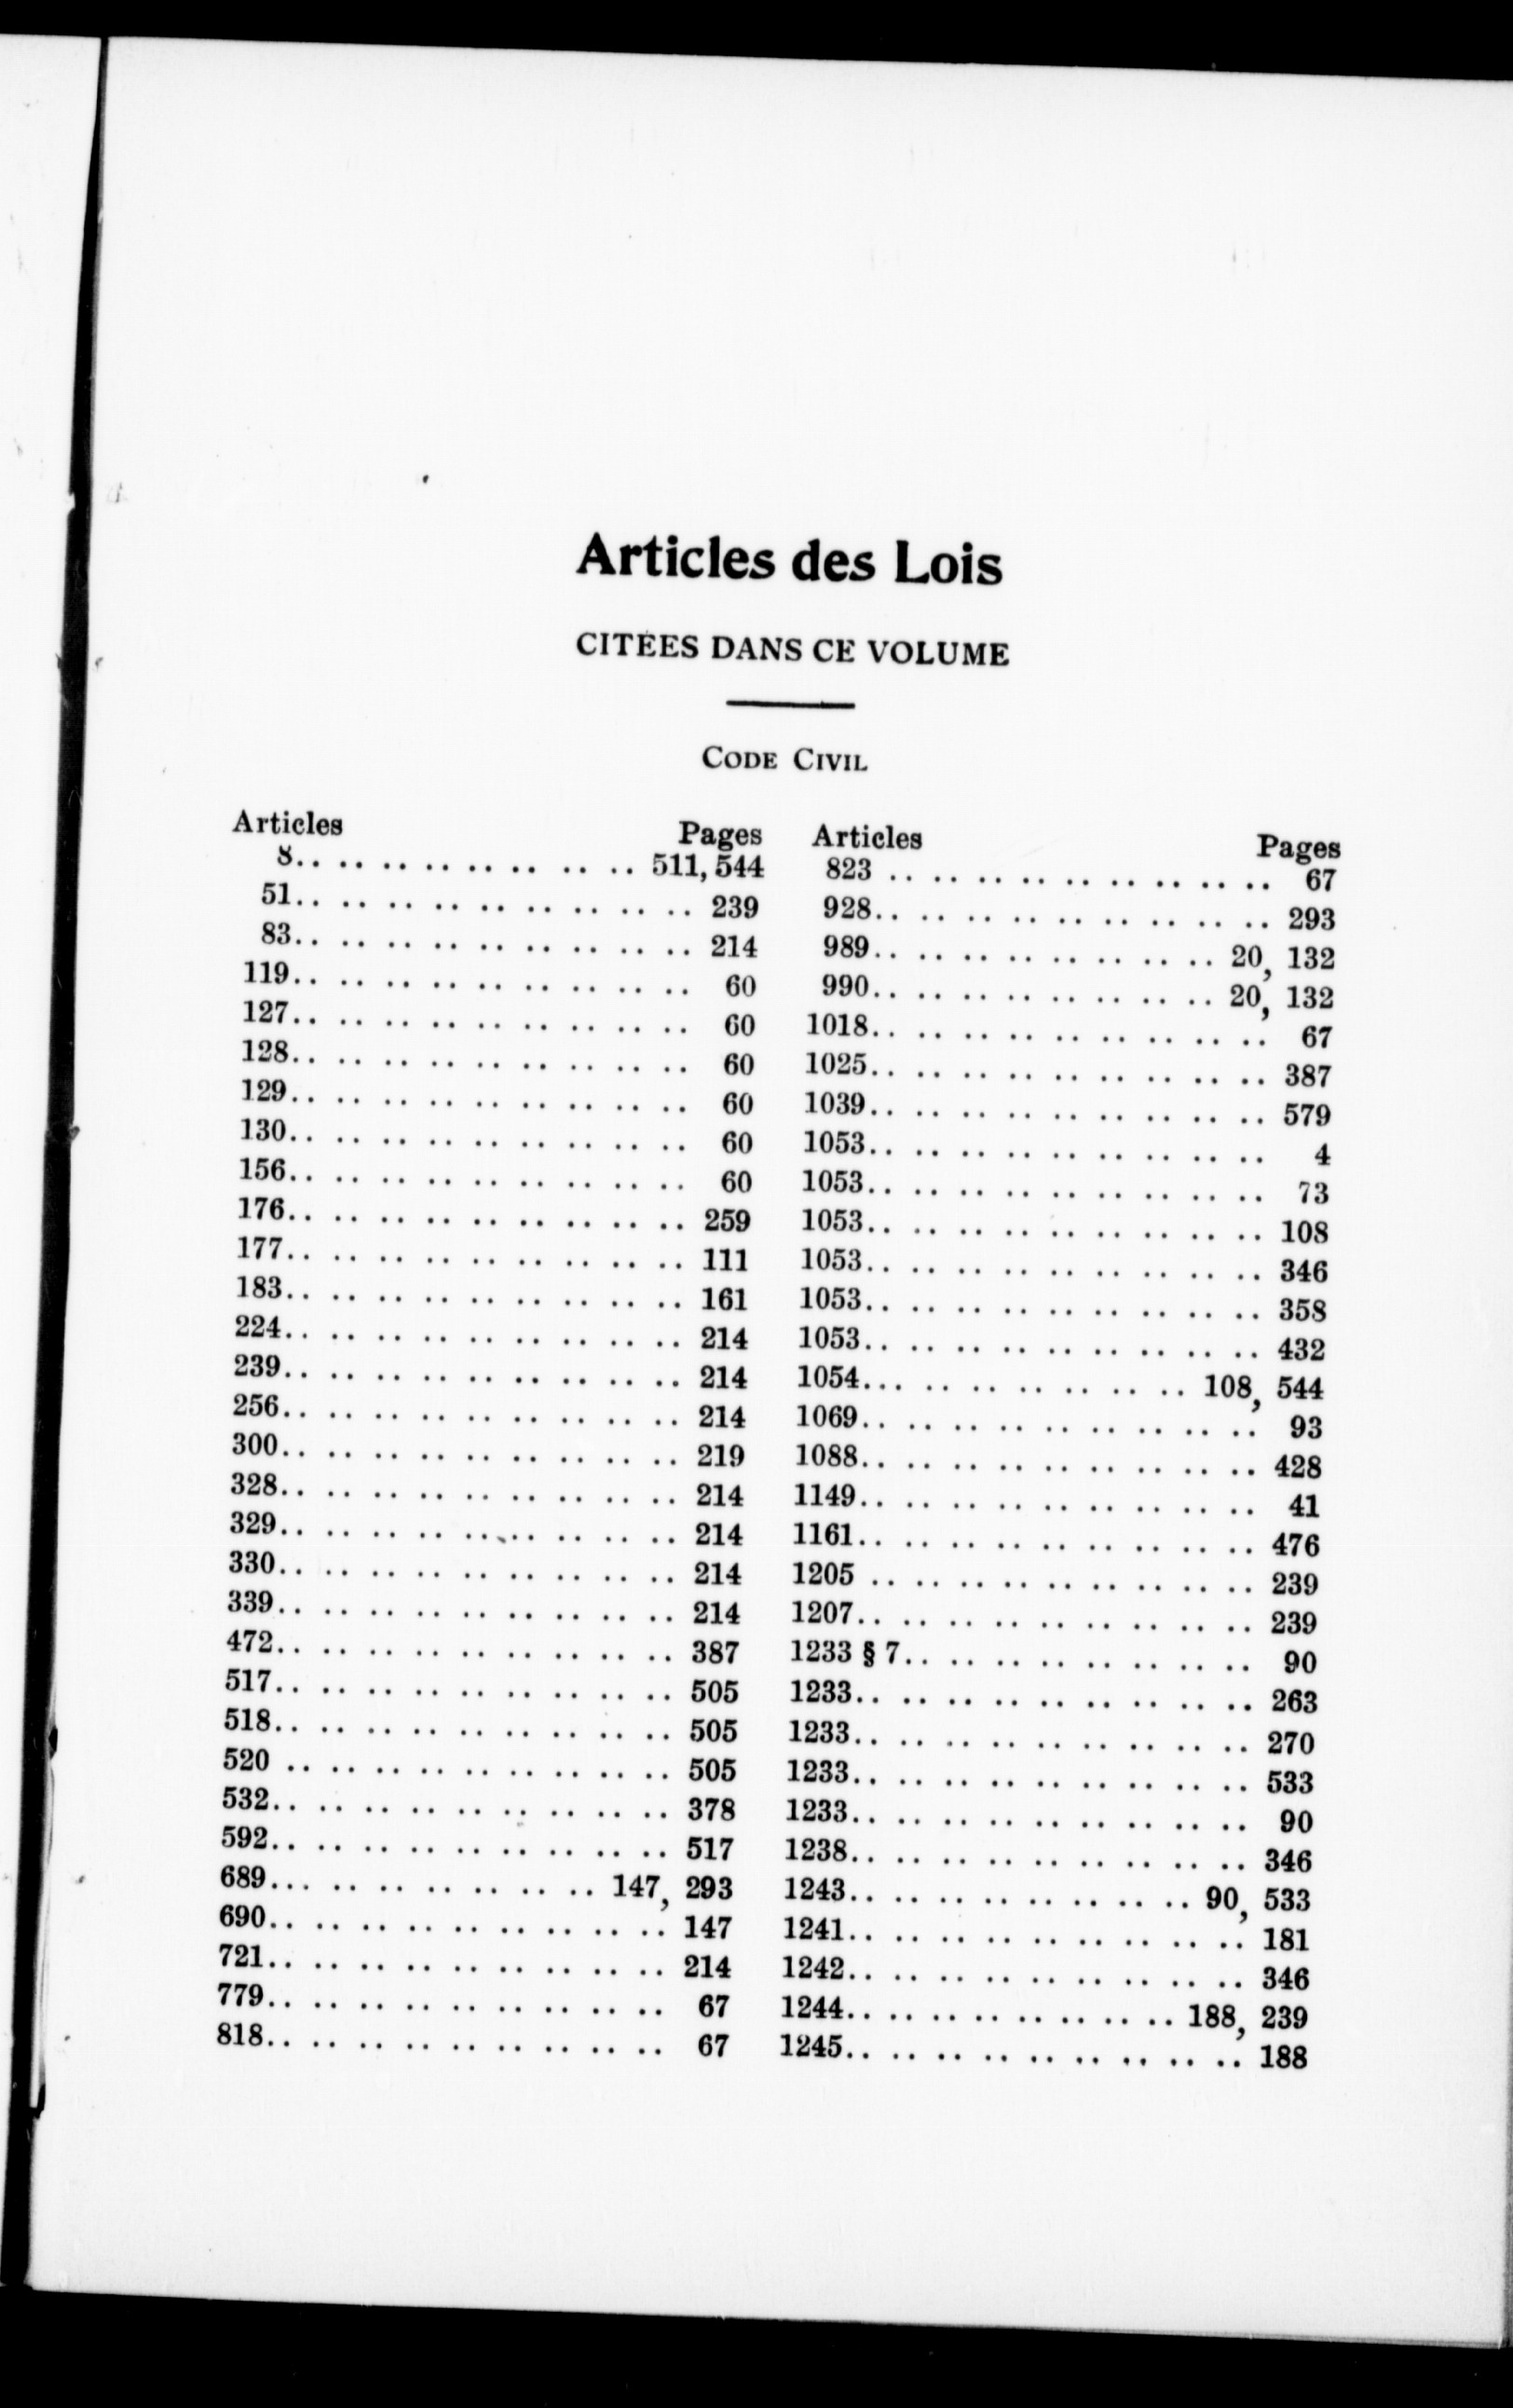 Articles des Lois
CITÉES DANS CE VOLUME
CODE CIVIL
Articles Pages
8.. .. .. .. .. .. .. .. 511, 544
51.. .. .. .. .. .. .. .. .. 239
83.. .. .. .. .. .. .. .. .. 214
119.. .. .. .. .. .. .. .. .. 60
127.. .. .. .. .. .. .. .. .. 60
128.. .. .. .. .. .. .. .. .. 60
129.. .. .. .. .. .. .. .. .. 60
130.. .. .. .. .. .. .. .. .. 60
156.. .. .. .. .. .. .. .. .. 60
176.. .. .. .. .. .. .. .. .. 259
177.. .. .. .. .. .. .. .. .. 111
183.. .. .. .. .. .. .. .. .. 161
224.. .. .. .. .. .. .. .. .. 214
239.. .. .. .. .. .. .. .. .. 214
256.. .. .. .. .. .. .. .. .. 214
300.. .. .. .. .. .. .. .. .. 219
328.. .. .. .. .. .. .. .. .. 214
329.. .. .. .. .. .. .. .. .. 214
330.. .. .. .. .. .. .. .. .. 214
339.. .. .. .. .. .. .. .. .. 214
472.. .. .. .. .. .. .. .. .. 387
517.. .. .. .. .. .. .. .. .. 505
518.. .. .. .. .. .. .. .. .. 505
520 .. .. .. .. .. .. .. .. .. 505
532.. .. .. .. .. .. .. .. .. 378
592.. .. .. .. .. .. .. .. .. 517
689... .. .. .. .. .. .. .. 147, 293
690.. .. .. .. .. .. .. .. .. 147
721.. .. .. .. .. .. .. .. .. 214
779.. .. .. .. .. .. .. .. .. 67
818.. .. .. .. .. .. .. .. .. 67
Articles Pages
823 .. .. .. .. .. .. .. .. .. 67
928.. .. .. .. .. .. .. .. .. 293
989.. .. .. .. .. .. .. .. 20, 132
990.. .. .. .. .. .. .. .. 20, 132
1018.. .. .. .. .. .. .. .. .. 67
1025.. .. .. .. .. .. .. .. .. 387
1039.. .. .. .. .. .. .. .. .. 579
1053.. .. .. .. .. .. .. .. .. 4
1053.. .. .. .. .. .. .. .. .. 73
1053.. .. .. .. .. .. .. .. .. 108
1053.. .. .. .. .. .. .. .. .. 346
1053.. .. .. .. .. .. .. .. .. 358
1053.. .. .. .. .. .. .. .. .. 432
1054... .. .. .. .. .. .. 108, 544
1069.. .. .. .. .. .. .. .. .. 93
1088.. .. .. .. .. .. .. .. .. 428
1149.. .. .. .. .. .. .. .. .. 41
1161.. .. .. .. .. .. .. .. .. 476
1205 .. .. .. .. .. .. .. .. .. 239
1207.. .. .. .. .. .. .. .. .. 239
1233 § 7.. .. .. .. .. .. .. .. 90
1233.. .. .. .. .. .. .. .. .. 263
1233.. .. .. .. .. .. .. .. .. 270
1233.. .. .. .. .. .. .. .. .. 533
1233.. .. .. .. .. .. .. .. .. 90
1238.. .. .. .. .. .. .. .. .. 346
1243.. .. .. .. .. .. .. .. 90, 533
1241.. .. .. .. .. .. .. .. .. 181
1242.. .. .. .. .. .. .. .. .. 346
1244.. .. .. .. .. .. .. .. 188, 239
1245.. .. .. .. .. .. .. .. .. 188